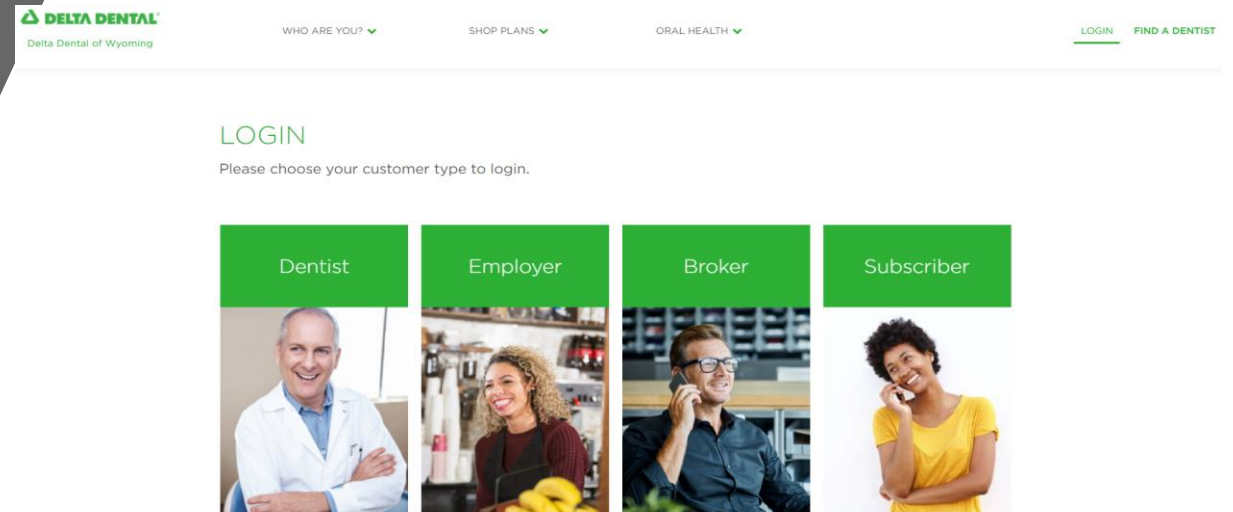 DELTA DENTAL®
Delta Dental of Wyoming
WHO ARE YOU?
SHOP PLANS
ORAL HEALTH
LOGIN
FIND A DENTIST
LOGIN
Please choose your customer type to login.
Dentist
Employer
Broker
Subscriber